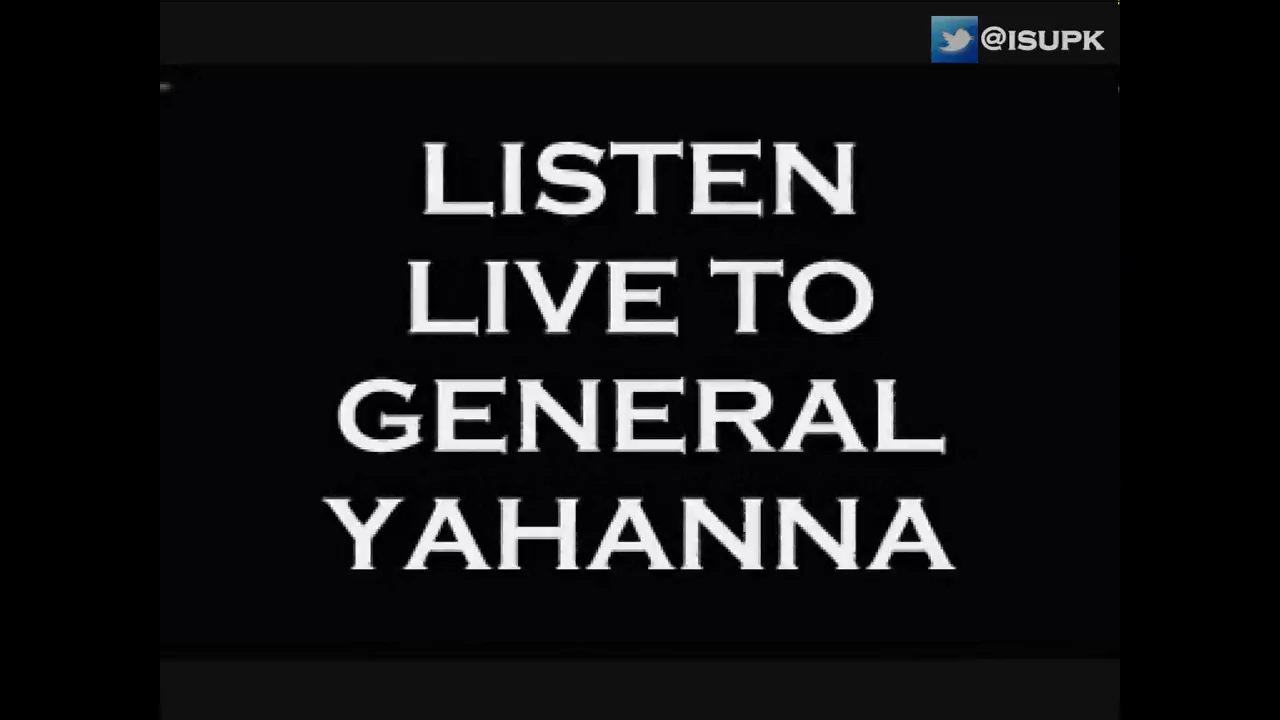 @ISUPK
LISTEN
LIVE TO
GENERAL
YAHANNA